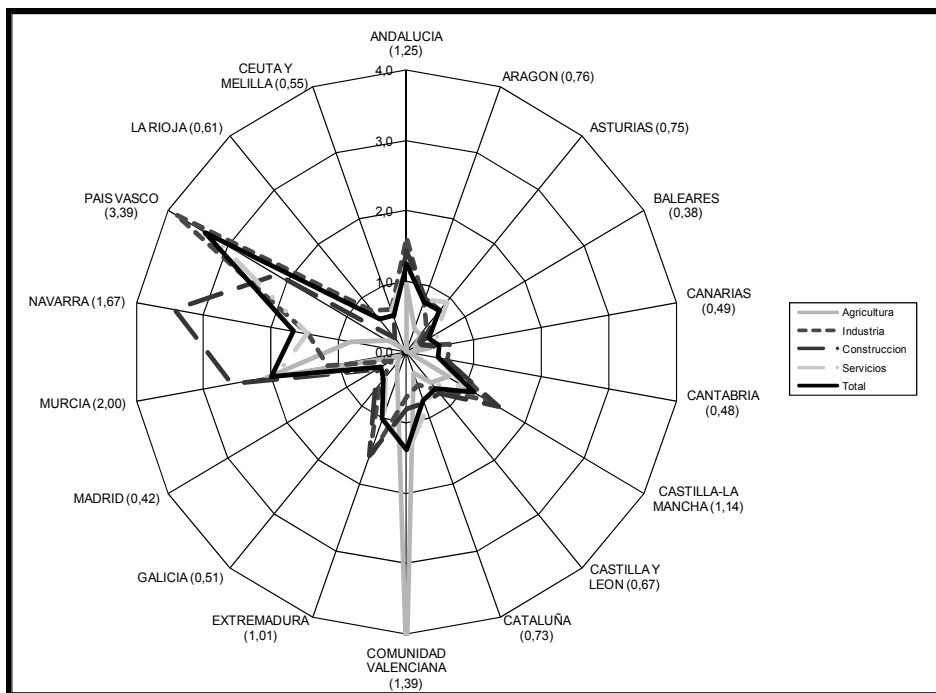 ANDALUCIA
(1,25)
4,0
3,0
2,0
1,0
0,0
ARAGON (0,76)
ASTURIAS (0,75)
BALEARES
(0,38)
CANARIAS
(0,49)
CANTABRIA
(0,48)
CASTILLA-LA
MANCHA (1,14)
CASTILLA Y
LEON (0,67)
CATALUÑA
(0,73)
COMUNIDAD
VALENCIANA
(1,39)
EXTREMADURA
(1,01)
GALICIA (0,51)
MADRID (0,42)
MURCIA (2,00)
NAVARRA (1,67)
PAIS VASCO
(3,39)
LA RIOJA (0,61)
CEUTA Y
MELILLA (0,55)
Agricultura
Industria
Construccion
Servicios
Total